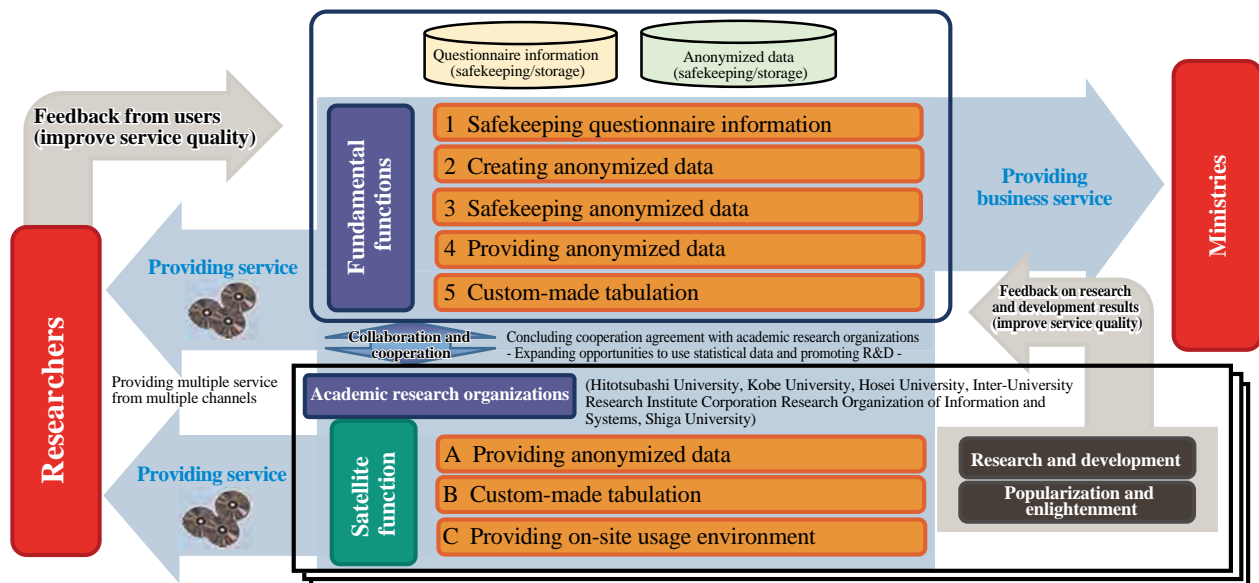 Questionnaire information
(safekeeping/storage)
Anonymized data
(safekeeping/storage)
Feedback from users
(improve service quality)
Fundamental
functions
1 Safekeeping questionnaire information
2 Creating anonymized data
3 Safekeeping anonymized data
4 Providing anonymized data
5 Custom-made tabulation
Providing
business service
Ministries
Researchers
Providing service
Feedback on research
and development results
(improve service quality)
Collaboration and
cooperation
Concluding cooperation agreement with academic research organizations
- Expanding opportunities to use statistical data and promoting R&D -
Providing multiple service
from multiple channels
Academic research organizations
(Hitotsubashi University, Kobe University, Hosei University, Inter-University
Research Institute Corporation Research Organization of Information and
Systems, Shiga University)
Providing service
Satellite
function
A Providing anonymized data
B Custom-made tabulation
C Providing on-site usage environment
Research and development
Popularization and
enlightenment